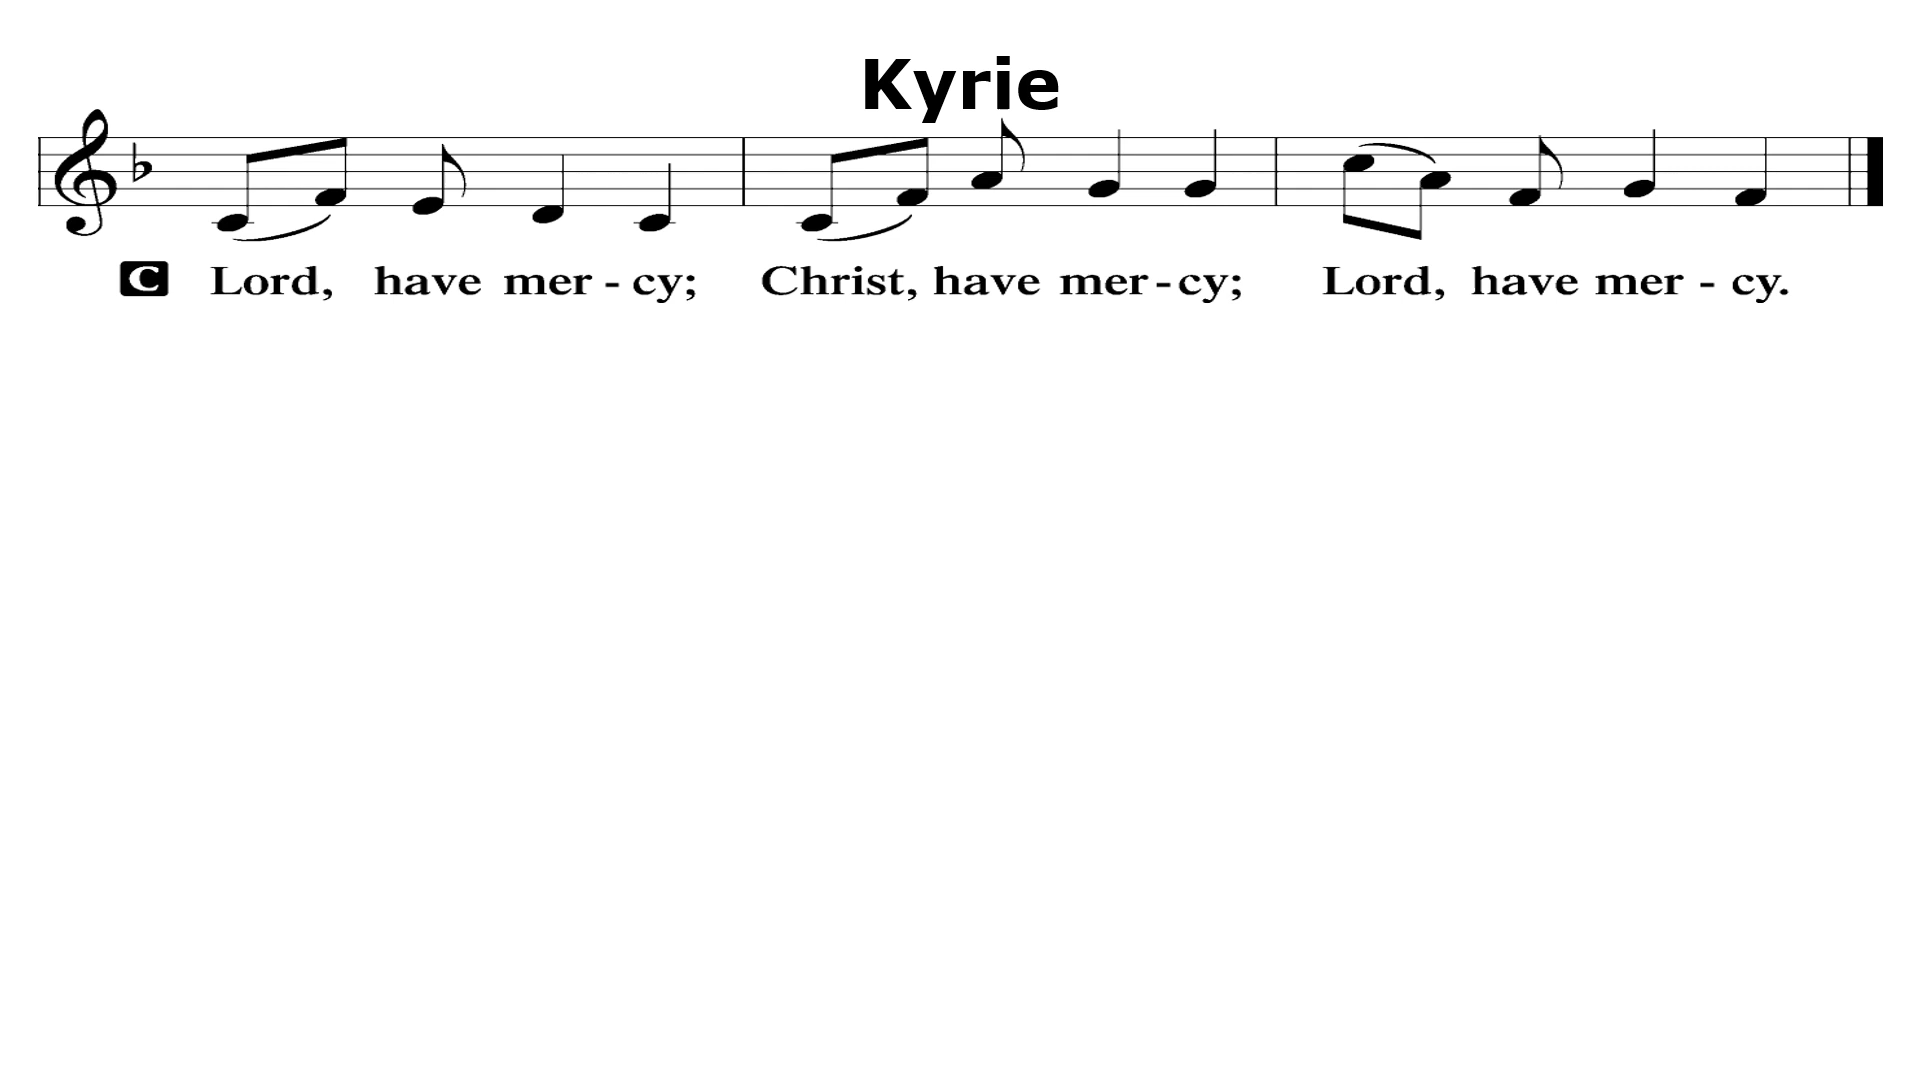 Kyrie
C Lord, have mer - cy; Christ, have mer - cy; Lord, have mer - cy.